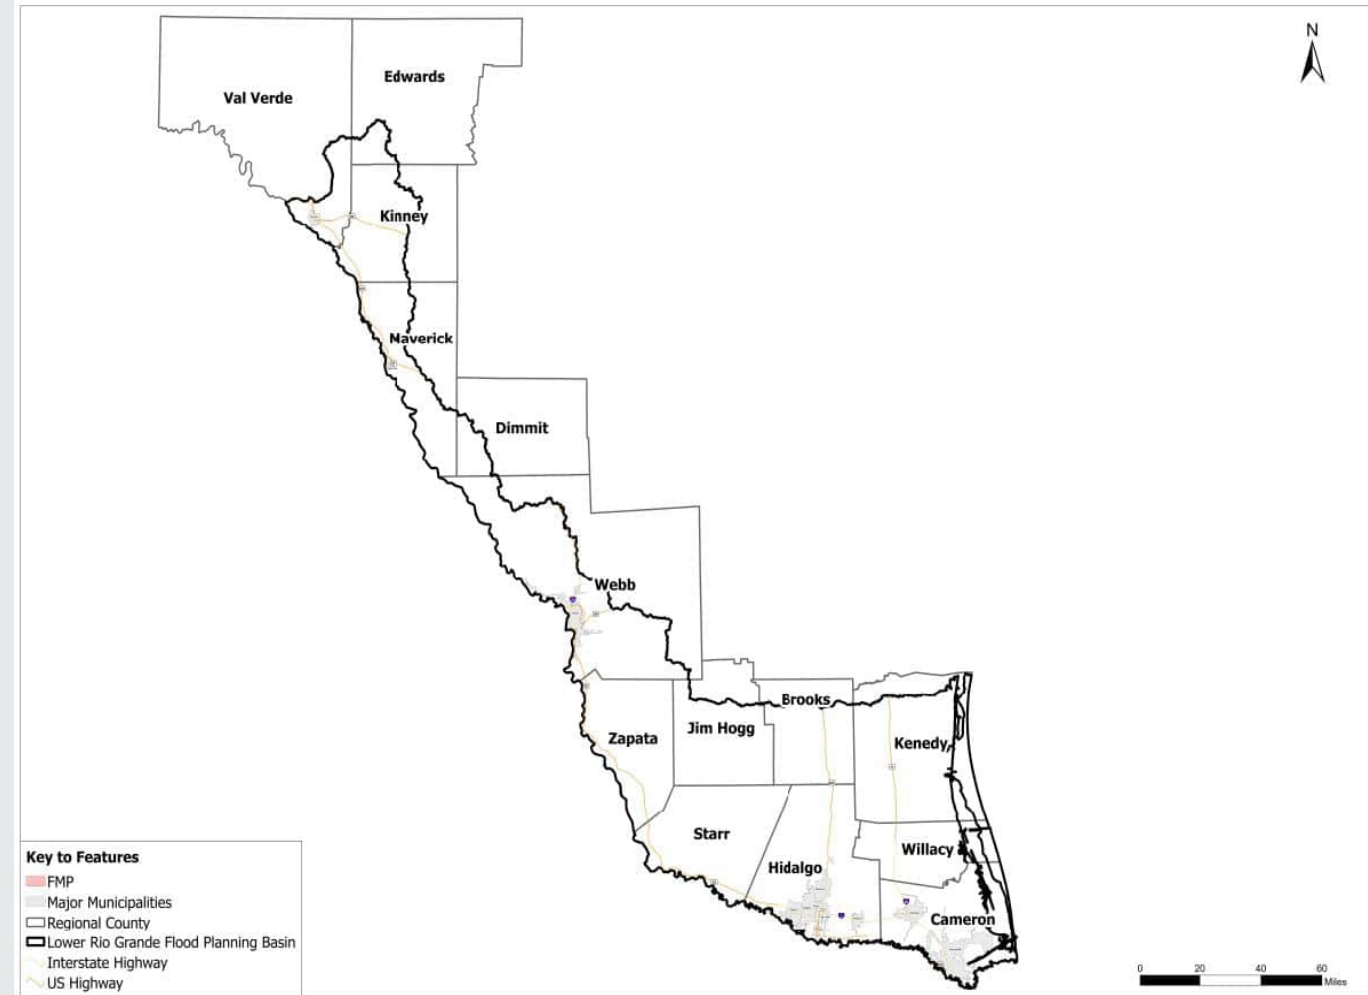 N
Edwards
Val Verde
Kinney
Maverick
Dimmit
Webb
Brooks
Jim Hogg
Zapata
Kenedy
Starr
Willacy
Hidalgo
Cameron
Key to Features
FMP
Major Municipalities
Regional County
Lower Rio Grande Flood Planning Basin
Interstate Highway
US Highway
0 20 40 60
Miles